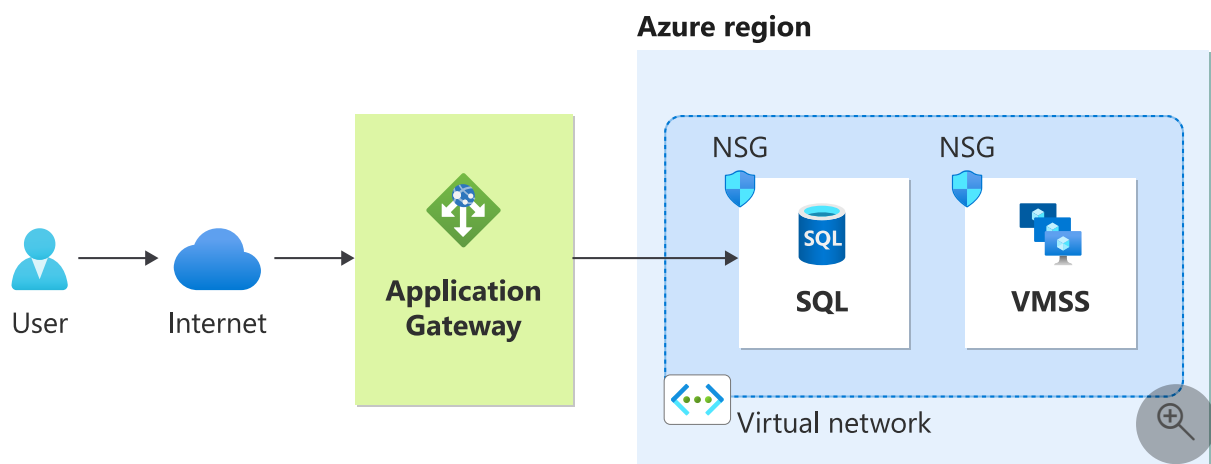 Azure region
NSG
NSG
SQL
Application
Gateway
SQL
VMSS
User
Internet
Virtual network